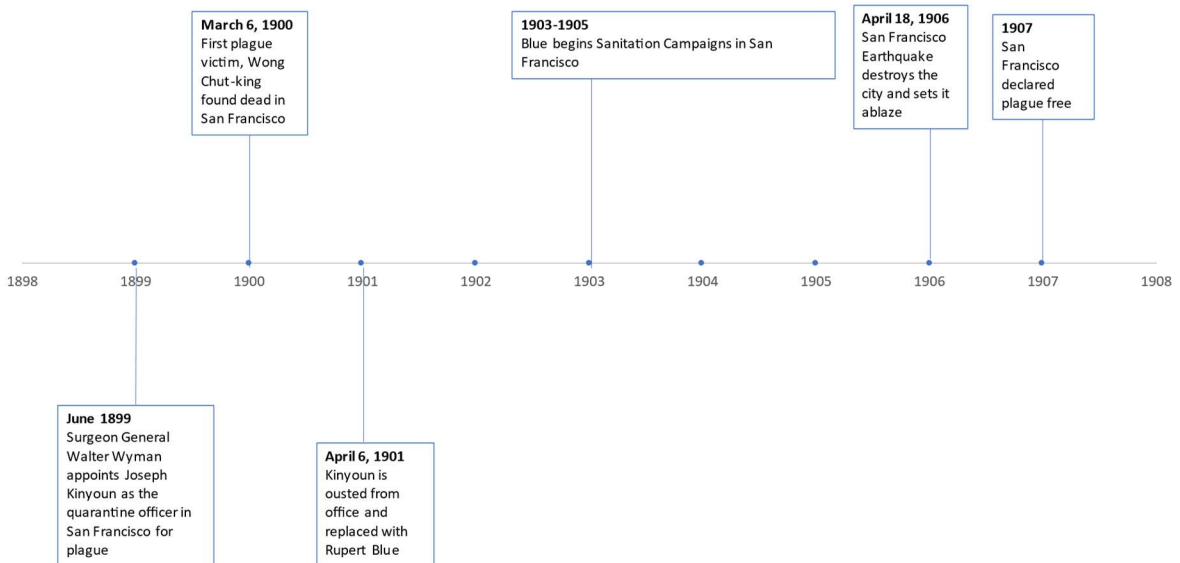 March 6, 1900
First plague
victim, Wong
Chut-king
found dead in
San Francisco
1903-1905
Blue begins Sanitation Campaigns in San
Francisco
April 18, 1906
San Francisco
Earthquake
destroys the
city and sets it
ablaze
1907
San
Francisco
declared
plague free
1898
1899
1900
1901
1902
1903
1904
1905
1906
1907
1908
June 1899
Surgeon General
Walter Wyman
appoints Joseph
Kinyoun as the
quarantine officer in
San Francisco for
plague
April 6, 1901
Kinyoun is
ousted from
office and
replaced with
Rupert Blue